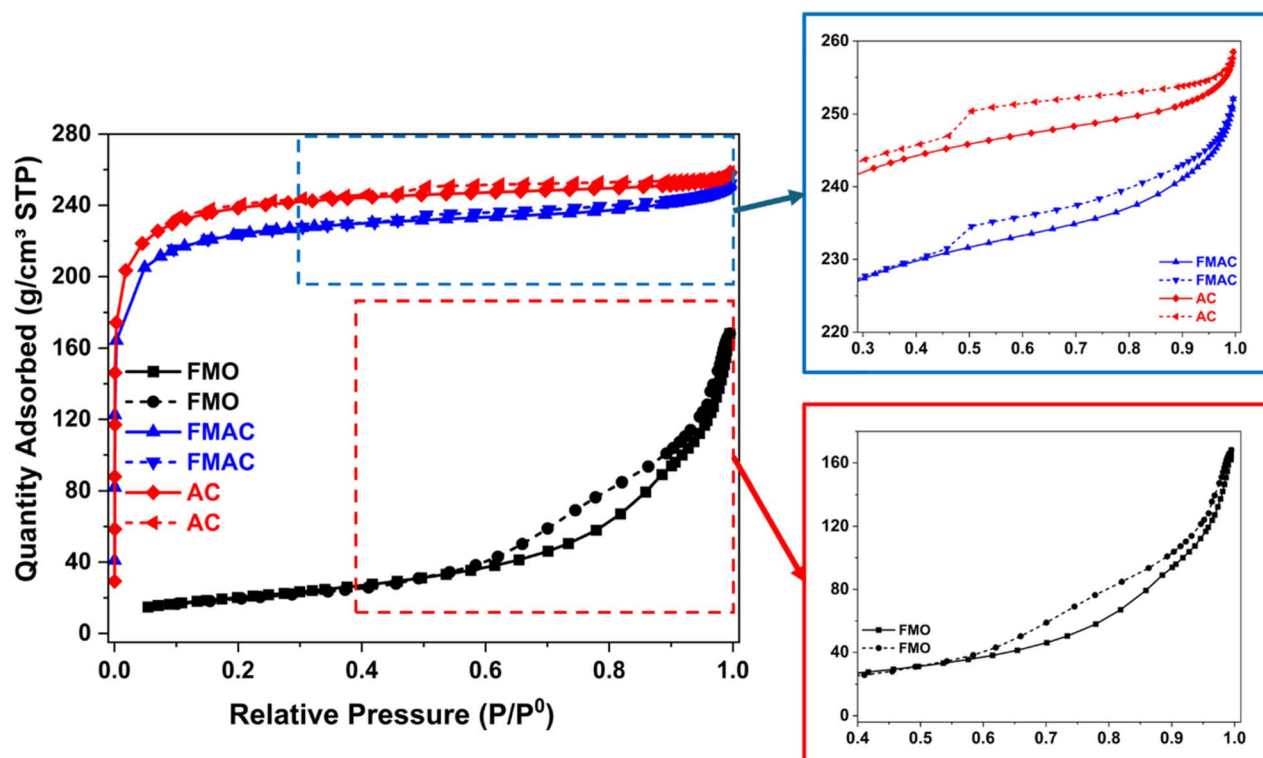 280
240
200
160
120
80
40
0
Quantity Adsorbed (g/cm³ STP)
FMO
FMO
FMAC
FMAC
AC
AC
0.0 0.2 0.4 0.6 0.8 1.0
Relative Pressure (P/P⁰)
260
250
240
230
220
FMAC
FMAC
AC
AC
0.3 0.4 0.5 0.6 0.7 0.8 0.9 1.0
160
120
80
40
0
FMO
FMO
0.4 0.5 0.6 0.7 0.8 0.9 1.0